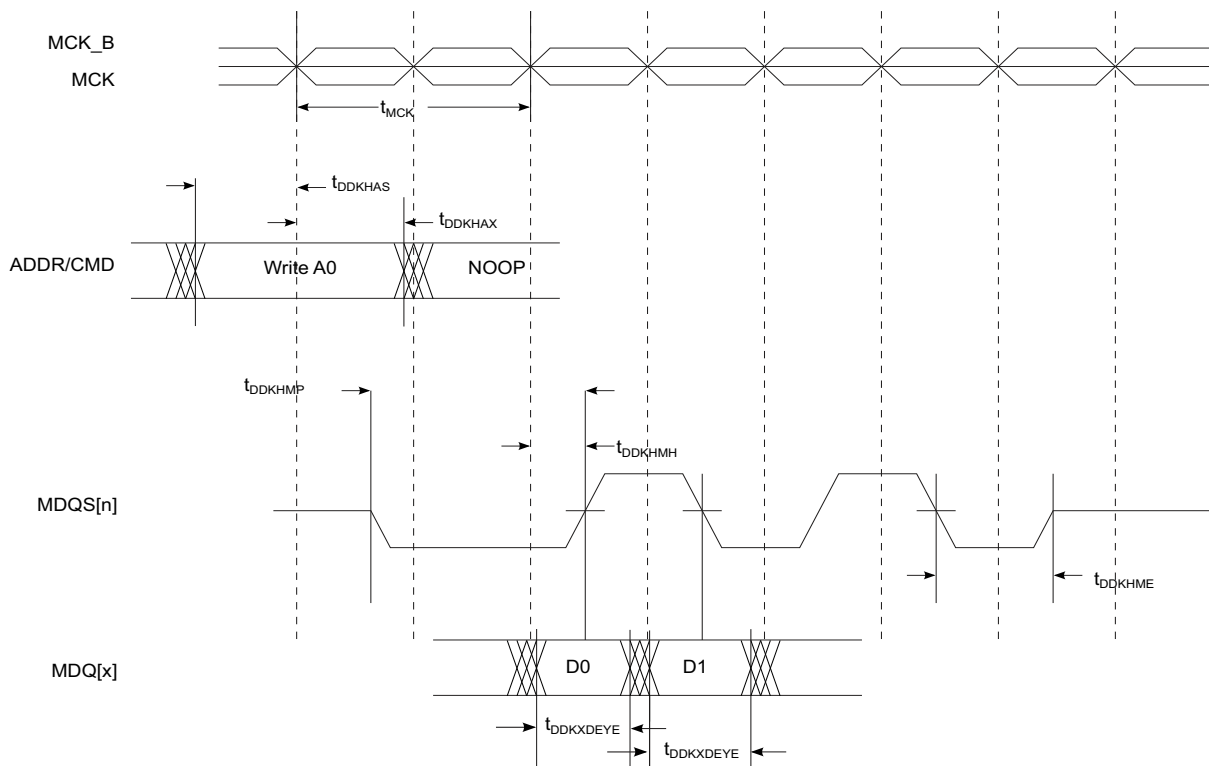 MCK_B
MCK
tMCK
tDDKHAS
tDDKHAX
ADDR/CMD
Write A0
NOOP
tDDKHMP
tDDKHMH
MDQS[n]
tDDKHME
MDQ[x]
D0
D1
tDDKXDEYE
tDDKXDEYE